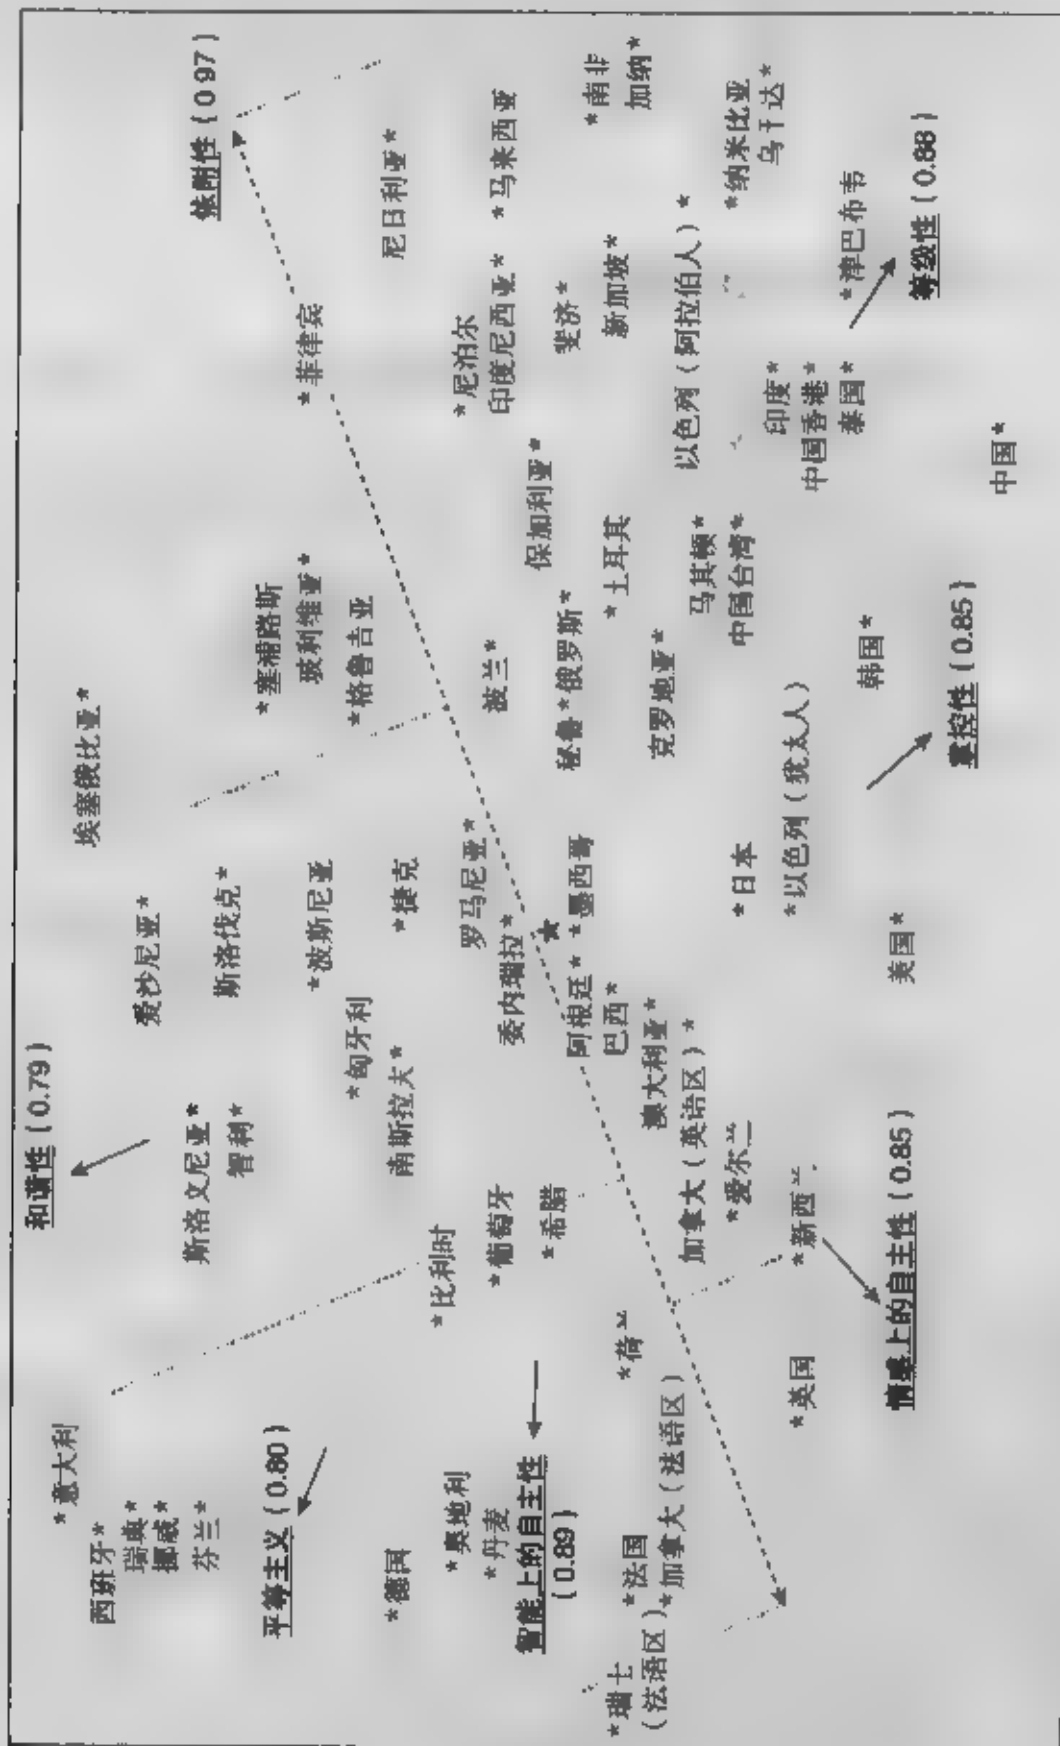 和谐性 (0.79)
*意大利
埃塞俄比亚*
西班牙*
瑞典*
挪威*
芬兰*
爱沙尼亚*
斯洛伐克*
斯洛文尼亚*
智利*
依附性 (0.97)
平等主义 (0.80)
*塞浦路斯
玻利维亚*
*格鲁吉亚
*菲律宾
*波斯尼亚
*匈牙利
南斯拉夫*
*捷克
尼日利亚*
*德国
*比利时
*奥地利
*丹麦
*葡萄牙
*希腊
罗马尼亚*
委内瑞拉*
波兰*
*尼泊尔
印度尼西亚*
*马来西亚
智能上的自主性
(0.89)
保加利亚*
斐济*
新加坡*
*南非
加纳*
阿根廷*
*墨西哥
巴西*
秘鲁*
俄罗斯*
*土耳其
*瑞士
(法语区)
*法国
*加拿大(法语区)
*荷兰
澳大利亚*
加拿大(英语区)*
*爱尔兰
克罗地亚*
马其顿*
中国台湾*
以色列(阿拉伯人)*
*纳米比亚
乌干达*
*日本
*以色列(犹太人)
印度*
中国香港*
泰国*
*津巴布韦
*英国
*新西兰
韩国*
美国*
等级性 (0.88)
情感上的自主性 (0.85)
掌控性 (0.85)
中国*